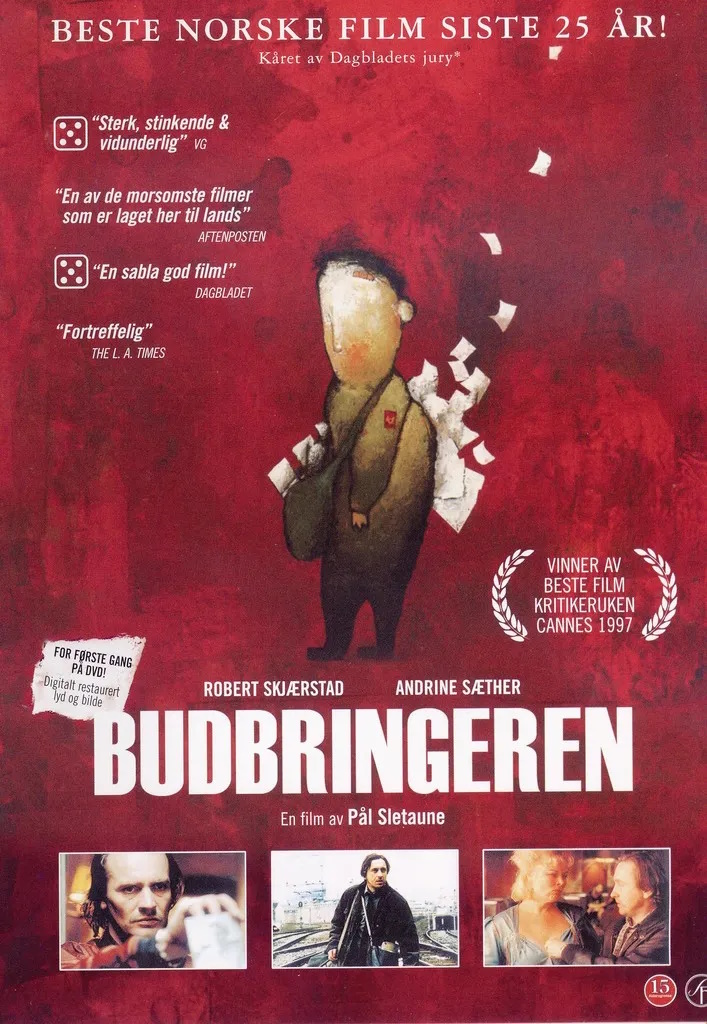 BESTE NORSKE FILM SISTE 25 ÅR!
Kåret av Dagbladets jury*
"Sterk, stinkende &
vidunderlig" VG
"En av de morsomste filmer
som er laget her til lands"
AFTENPOSTEN
"En sabla god film!"
DAGBLADET
"Fortreffelig"
THE L. A. TIMES
VINNER AV
BESTE FILM
KRITIKERUKEN
CANNES 1997
FOR FØRSTE GANG
PÅ DVD!
Digitalt restaurert
lyd og bilde
ROBERT SKJÆRSTAD ANDRINE SÆTHER
BUDBRINGEREN
En film av Pål Sletaune
15
SF